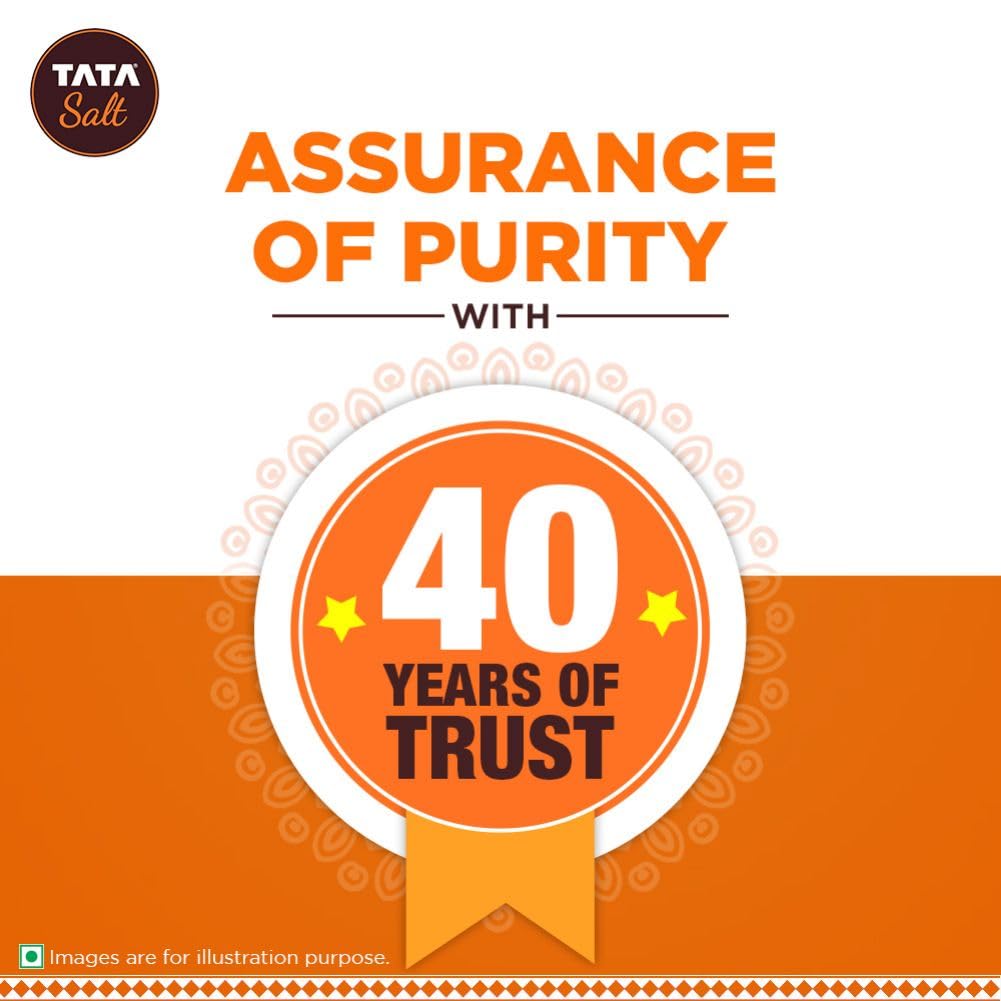 TATA
Salt
ASSURANCE
OF PURITY
WITH
40
YEARS OF
TRUST
Images are for illustration purpose.